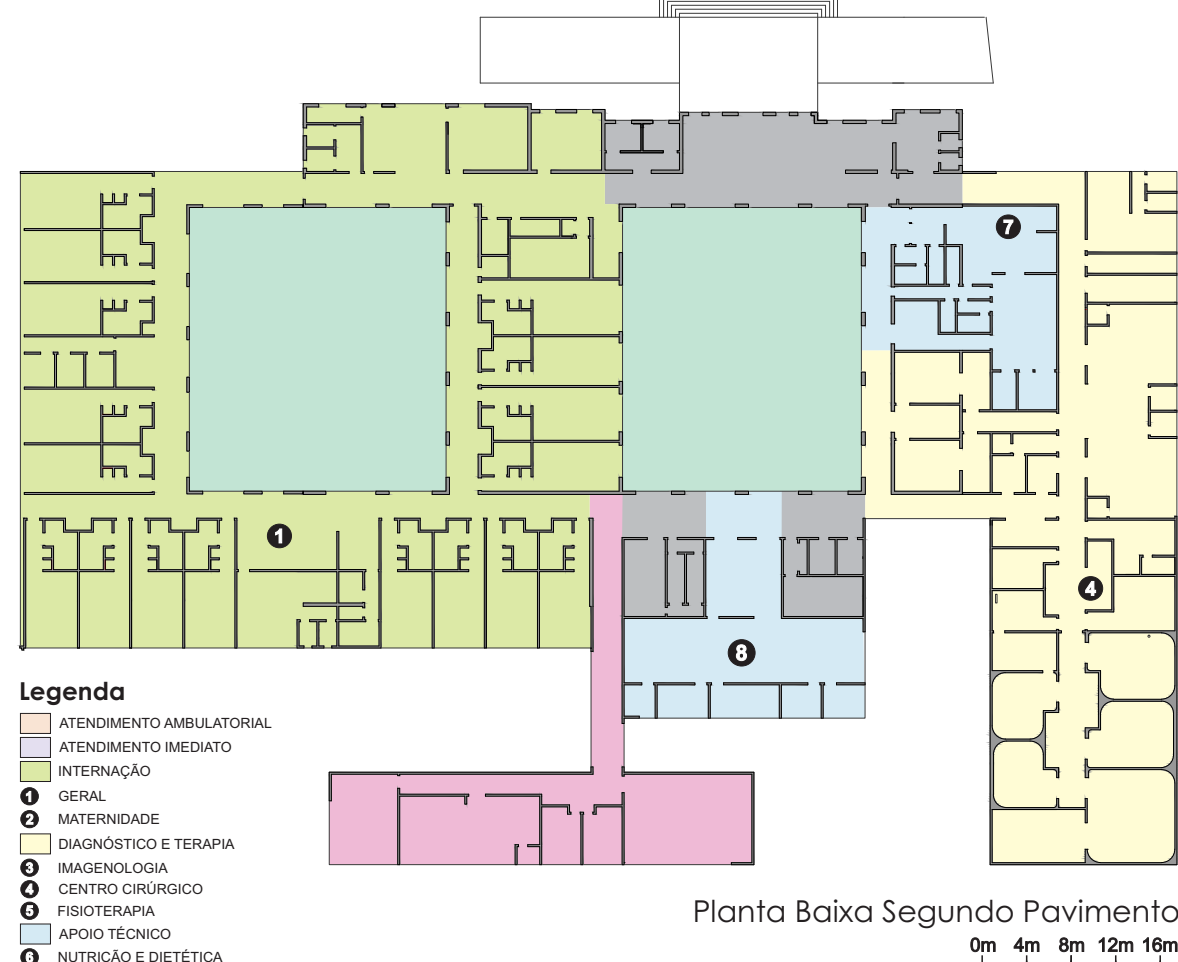 7
1
4
8
Legenda
ATENDIMENTO AMBULATORIAL
ATENDIMENTO IMEDIATO
INTERNAÇÃO
1 GERAL
2 MATERNIDADE
DIAGNÓSTICO E TERAPIA
3 IMAGENOLOGIA
4 CENTRO CIRÚRGICO
5 FISIOTERAPIA
APOIO TÉCNICO
6 NUTRIÇÃO E DIETÉTICA
Planta Baixa Segundo Pavimento
0m 4m 8m 12m 16m